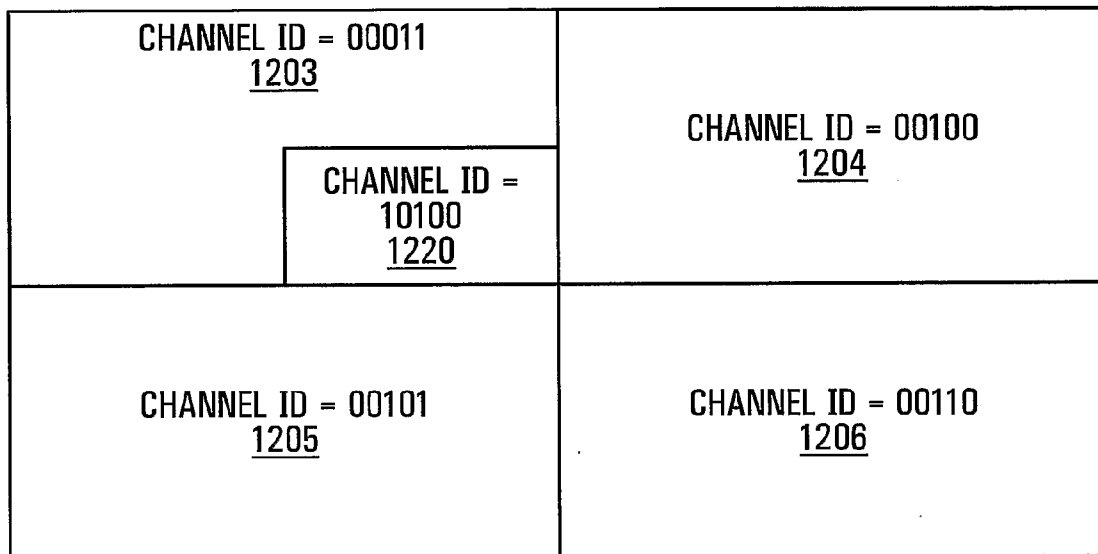 CHANNEL ID = 00011
1203
CHANNEL ID = 00100
1204
CHANNEL ID =
10100
1220
CHANNEL ID = 00101
1205
CHANNEL ID = 00110
1206